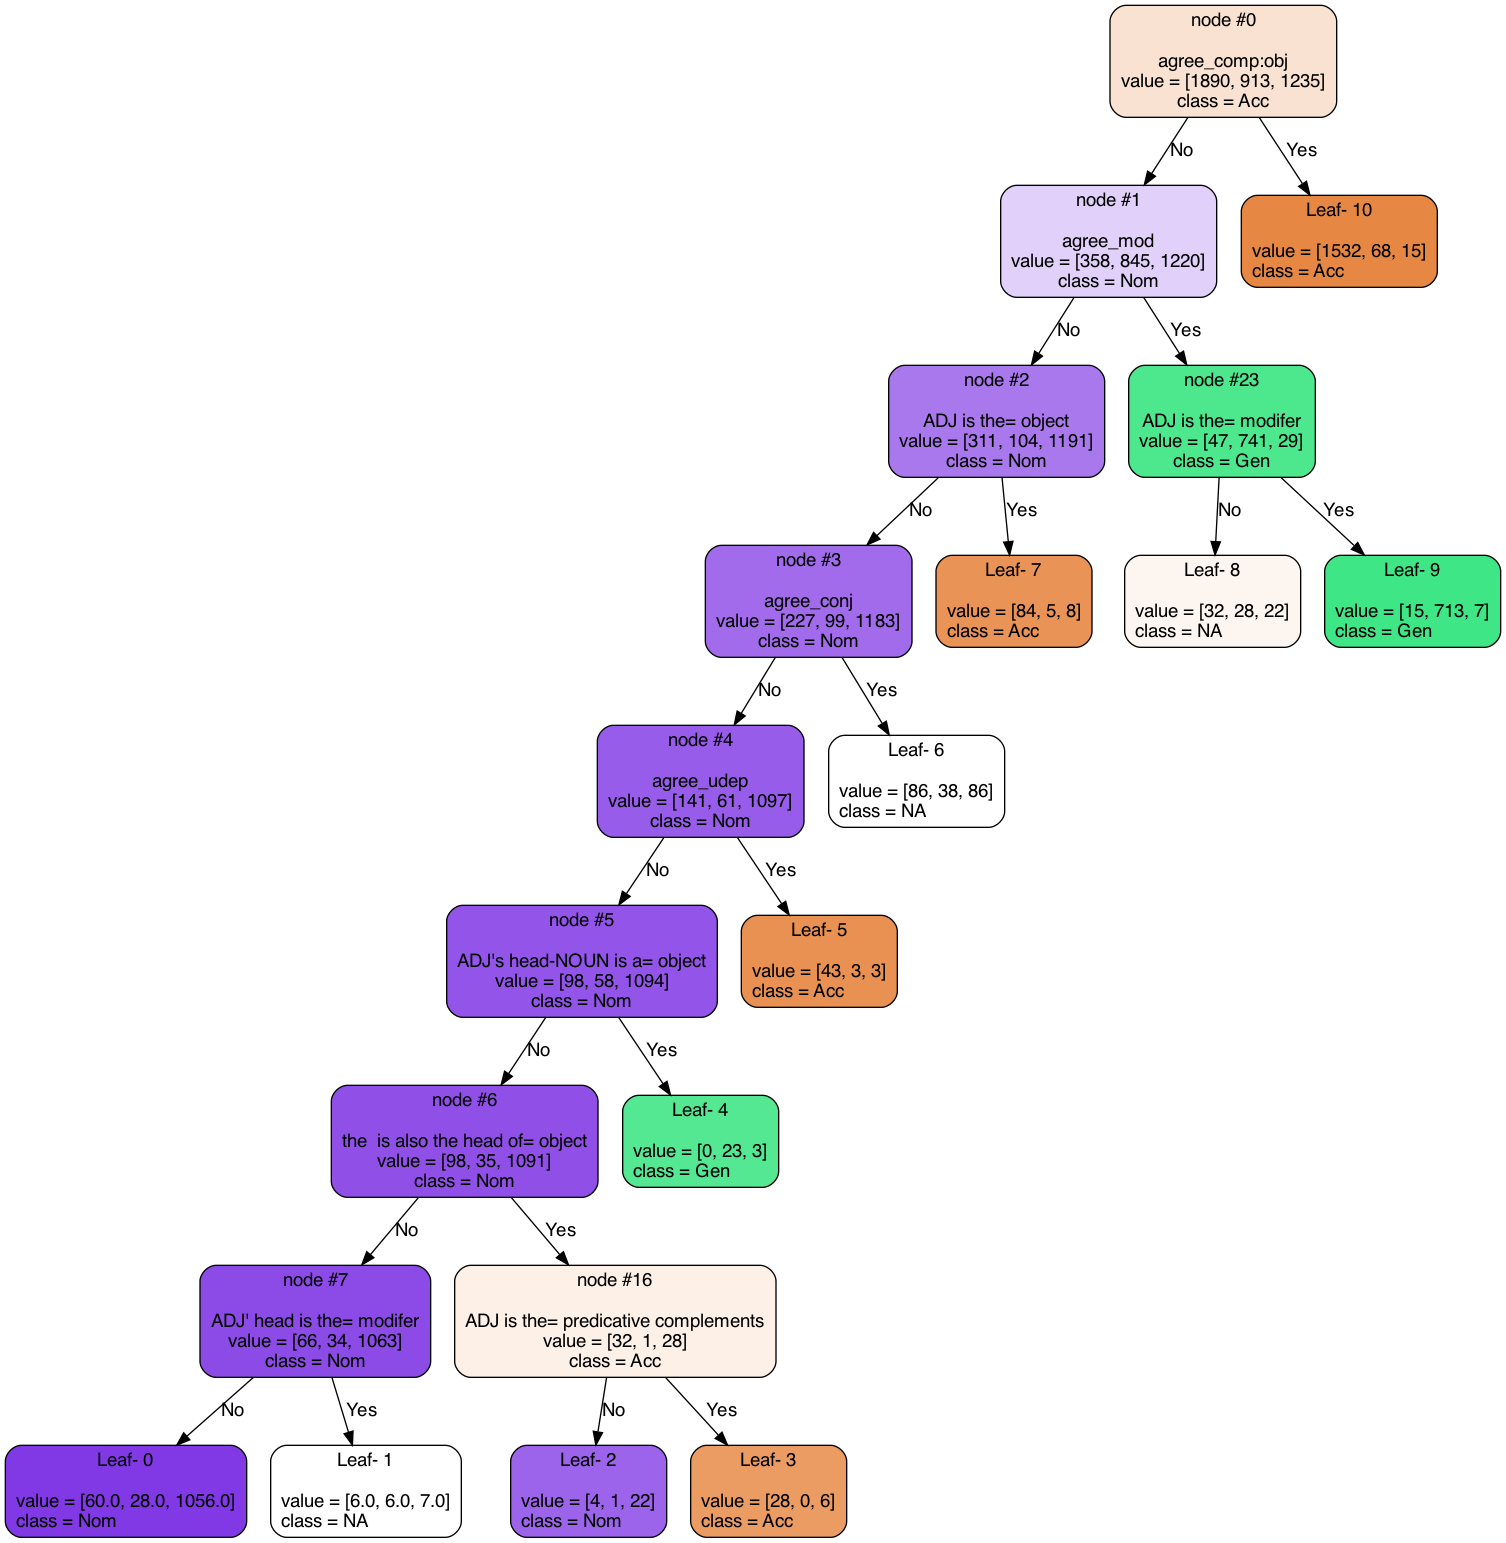 node #0
agree_comp:obj
value = [1890, 913, 1235]
class = Acc
No
Yes
node #1
agree_mod
value = [358, 845, 1220]
class = Nom
Leaf- 10
value = [1532, 68, 15]
class = Acc
No
Yes
node #2
ADJ is the= object
value = [311, 104, 1191]
class = Nom
node #23
ADJ is the= modifer
value = [47, 741, 29]
class = Gen
No
Yes
No
Yes
node #3
agree_conj
value = [227, 99, 1183]
class = Nom
Leaf- 7
value = [84, 5, 8]
class = Acc
Leaf- 8
value = [32, 28, 22]
class = NA
Leaf- 9
value = [15, 713, 7]
class = Gen
No
Yes
node #4
agree_udep
value = [141, 61, 1097]
class = Nom
Leaf- 6
value = [86, 38, 86]
class = NA
No
Yes
node #5
ADJ's head-NOUN is a= object
value = [98, 58, 1094]
class = Nom
Leaf- 5
value = [43, 3, 3]
class = Acc
No
Yes
node #6
the  is also the head of= object
value = [98, 35, 1091]
class = Nom
Leaf- 4
value = [0, 23, 3]
class = Gen
No
Yes
node #7
ADJ' head is the= modifer
value = [66, 34, 1063]
class = Nom
node #16
ADJ is the= predicative complements
value = [32, 1, 28]
class = Acc
No
Yes
No
Yes
Leaf- 0
value = [60.0, 28.0, 1056.0]
class = Nom
Leaf- 1
value = [6.0, 6.0, 7.0]
class = NA
Leaf- 2
value = [4, 1, 22]
class = Nom
Leaf- 3
value = [28, 0, 6]
class = Acc